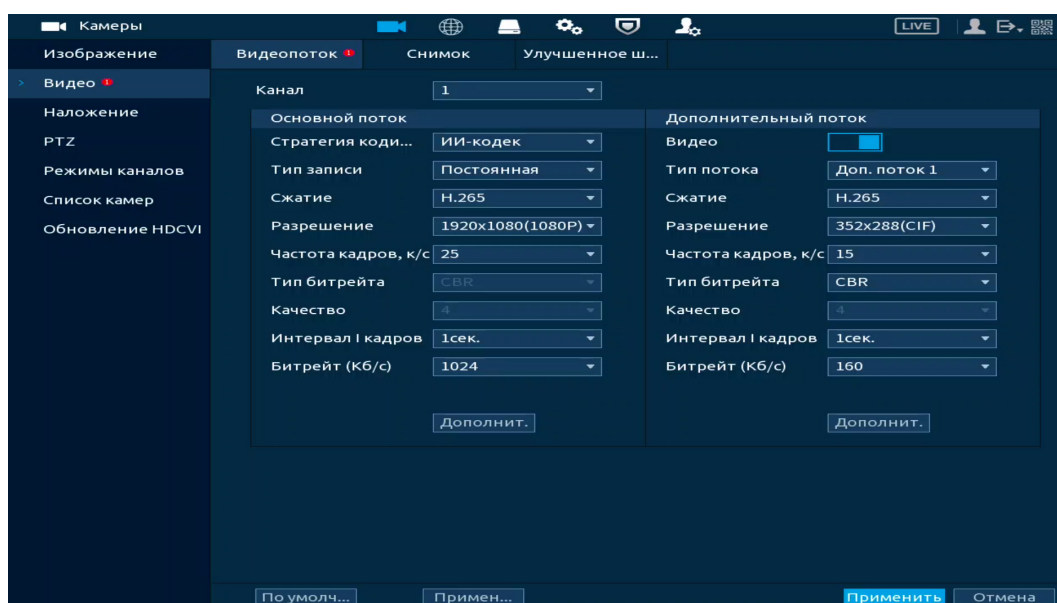 Камеры
LIVE
Изображение
Видео 1
Наложение
PTZ
Режимы каналов
Список камер
Обновление HDCVI
Видеопоток 1
Снимок
Улучшенное ш...
Канал 1
Основной поток
Стратегия коди... ИИ-кодек
Тип записи Постоянная
Сжатие H.265
Разрешение 1920x1080(1080P)
Частота кадров, к/с 25
Тип битрейта CBR
Качество 4
Интервал I кадров 1сек.
Битрейт (Кб/с) 1024
Дополнит.
Дополнительный поток
Видео
Тип потока Доп. поток 1
Сжатие H.265
Разрешение 352x288(CIF)
Частота кадров, к/с 15
Тип битрейта CBR
Качество 4
Интервал I кадров 1сек.
Битрейт (Кб/с) 160
Дополнит.
По умолч...
Примен...
Применить
Отмена